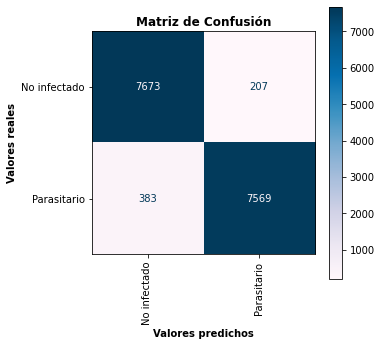 Matriz de Confusión
Valores reales
No infectado
7673
207
Parasitario
383
7569
No infectado
Parasitario
Valores predichos
7000
6000
5000
4000
3000
2000
1000